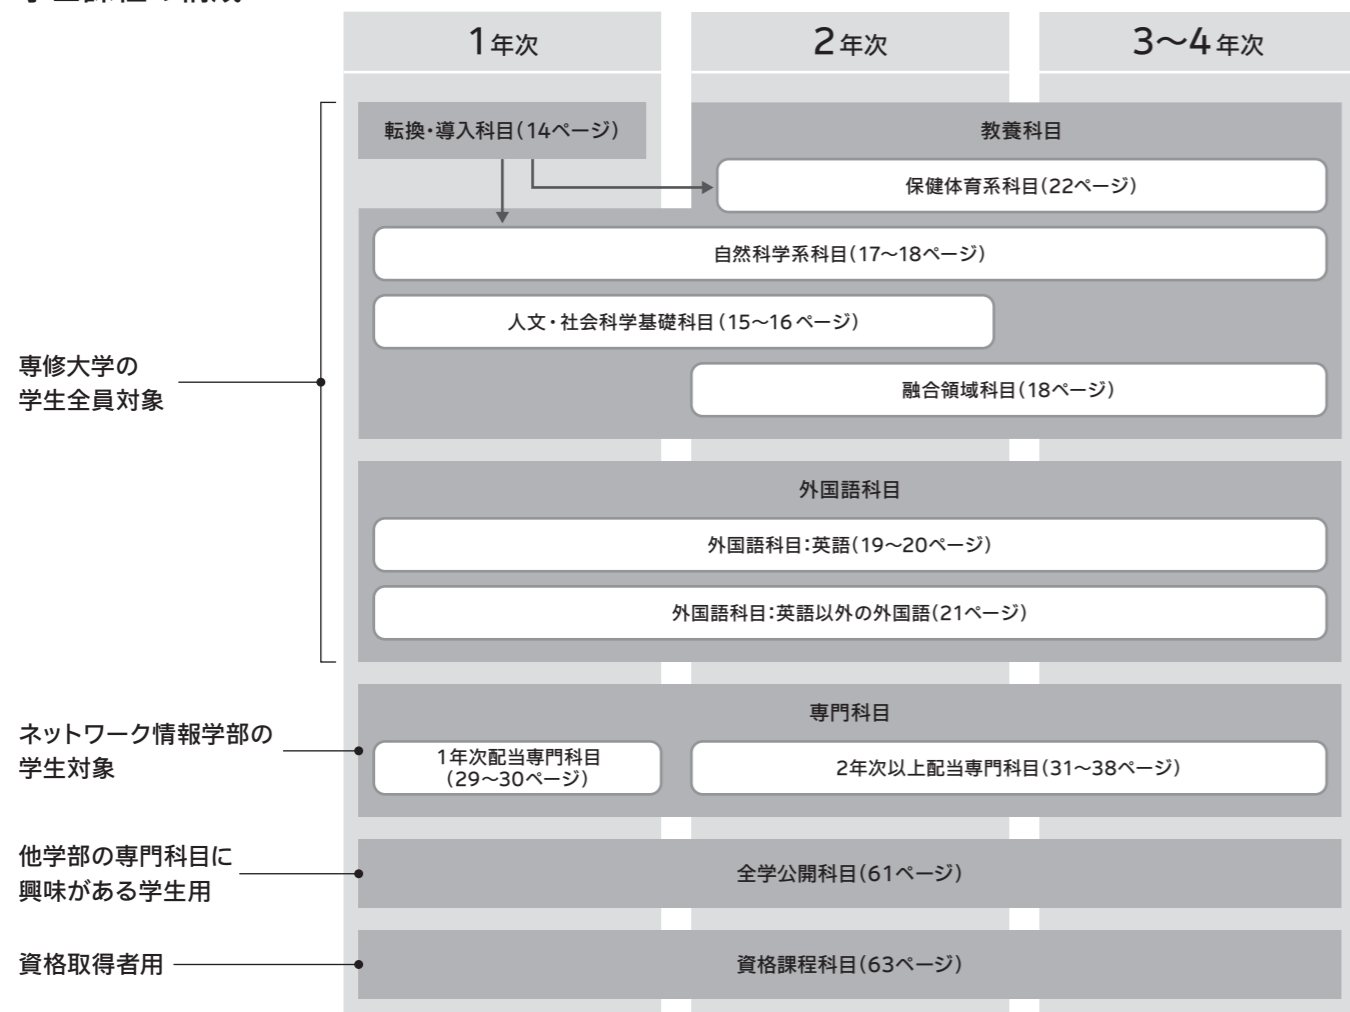 1年次
2年次
3〜4年次
転換・導入科目(14ページ)
教養科目
保健体育系科目(22ページ)
自然科学系科目(17〜18ページ)
人文・社会科学基礎科目(15〜16ページ)
融合領域科目(18ページ)
専修大学の
学生全員対象
外国語科目
外国語科目:英語(19〜20ページ)
外国語科目:英語以外の外国語(21ページ)
ネットワーク情報学部の
学生対象
専門科目
1年次配当専門科目
(29〜30ページ)
2年次以上配当専門科目(31〜38ページ)
他学部の専門科目に
興味がある学生用
全学公開科目(61ページ)
資格取得者用
資格課程科目(63ページ)